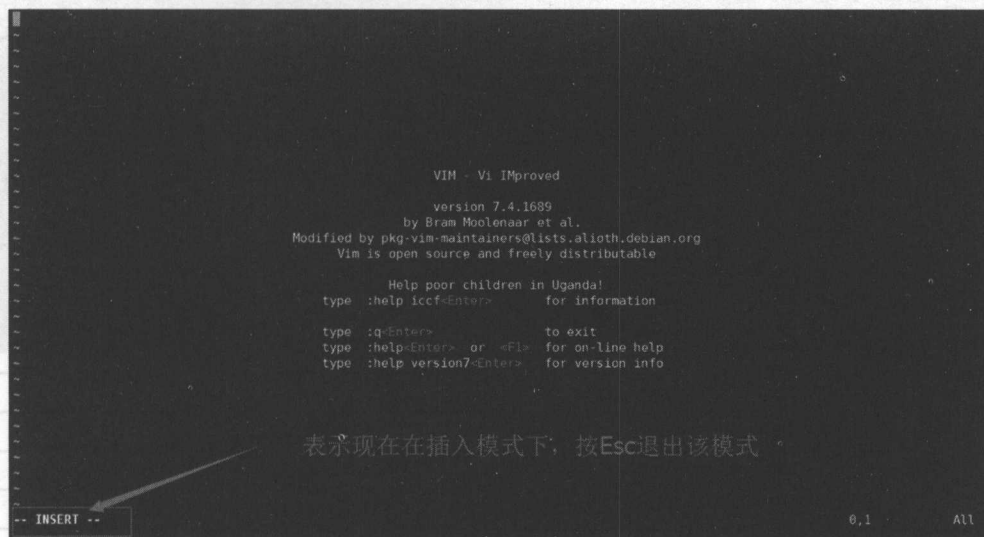 VIM - Vi IMproved
version 7.4.1689
by Bram Moolenaar et al.
Modified by pkg-vim-maintainers@lists.alioth.debian.org
Vim is open source and freely distributable
Help poor children in Uganda!
type :help iccf<Enter> for information
type :q<Enter> to exit
type :help<Enter> or <F1> for on-line help
type :help version7<Enter> for version info
表示现在在插入模式下，按Esc退出该模式
-- INSERT -- 0,1 All